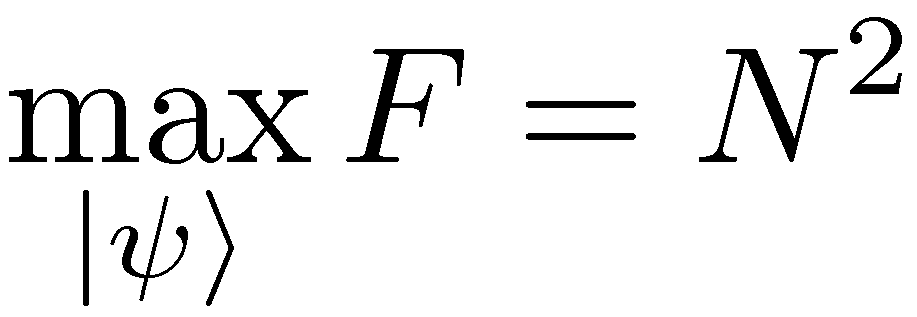 max F = N²
|ψ⟩